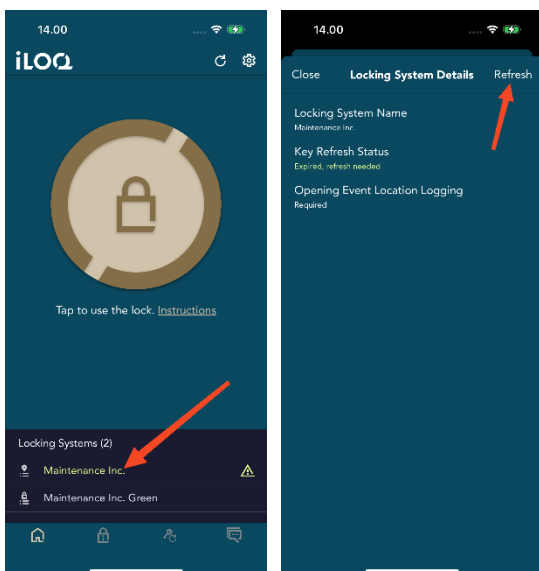 14.00
iLOQ
Tap to use the lock. Instructions
Locking Systems (2)
Maintenance Inc.
Maintenance Inc. Green
14.00
Close Locking System Details Refresh
Locking System Name
Maintenance Inc.
Key Refresh Status
Expired, refresh needed
Opening Event Location Logging
Required